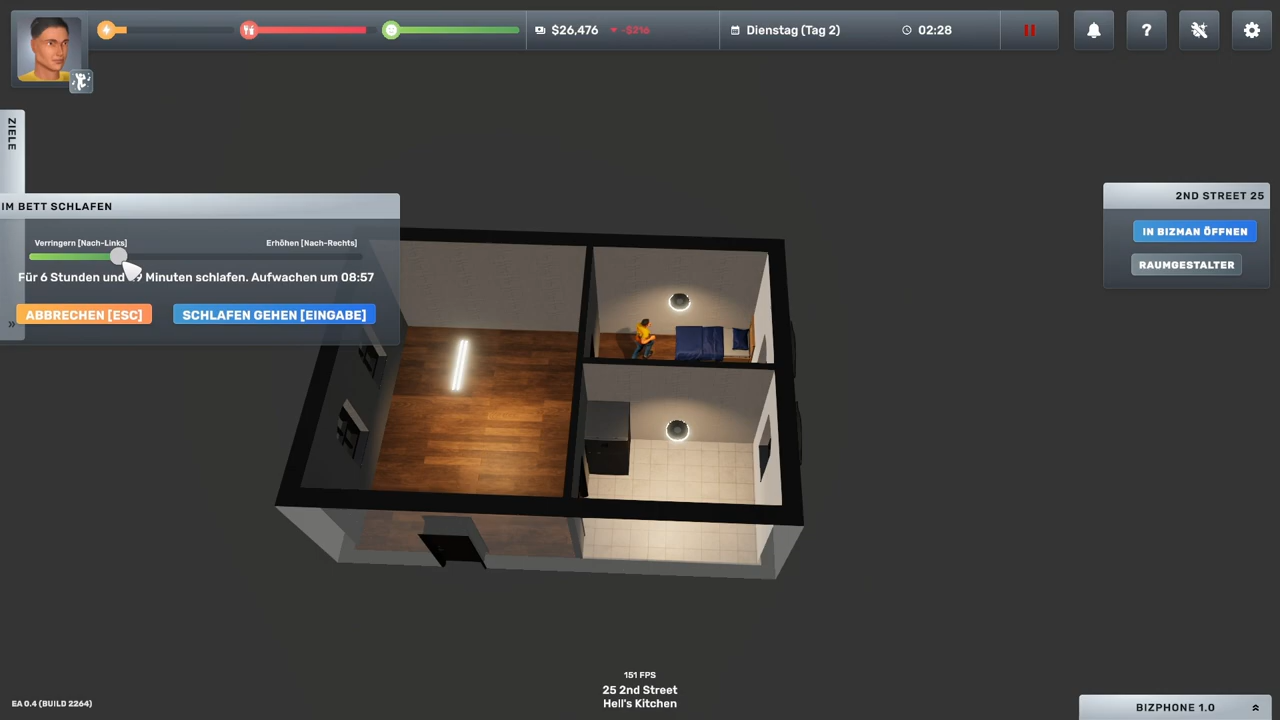 $26,476
-$216
Dienstag (Tag 2)
02:28
?
ZIELE
IM BETT SCHLAFEN
Verringern [Nach-Links]
Erhöhen [Nach-Rechts]
Für 6 Stunden und Minuten schlafen. Aufwachen um 08:57
ABBRECHEN [ESC]
SCHLAFEN GEHEN [EINGABE]
2ND STREET 25
IN BIZMAN ÖFFNEN
RAUMGESTALTER
151 FPS
25 2nd Street
Hell's Kitchen
EA 0.4 (BUILD 2264)
BIZPHONE 1.0